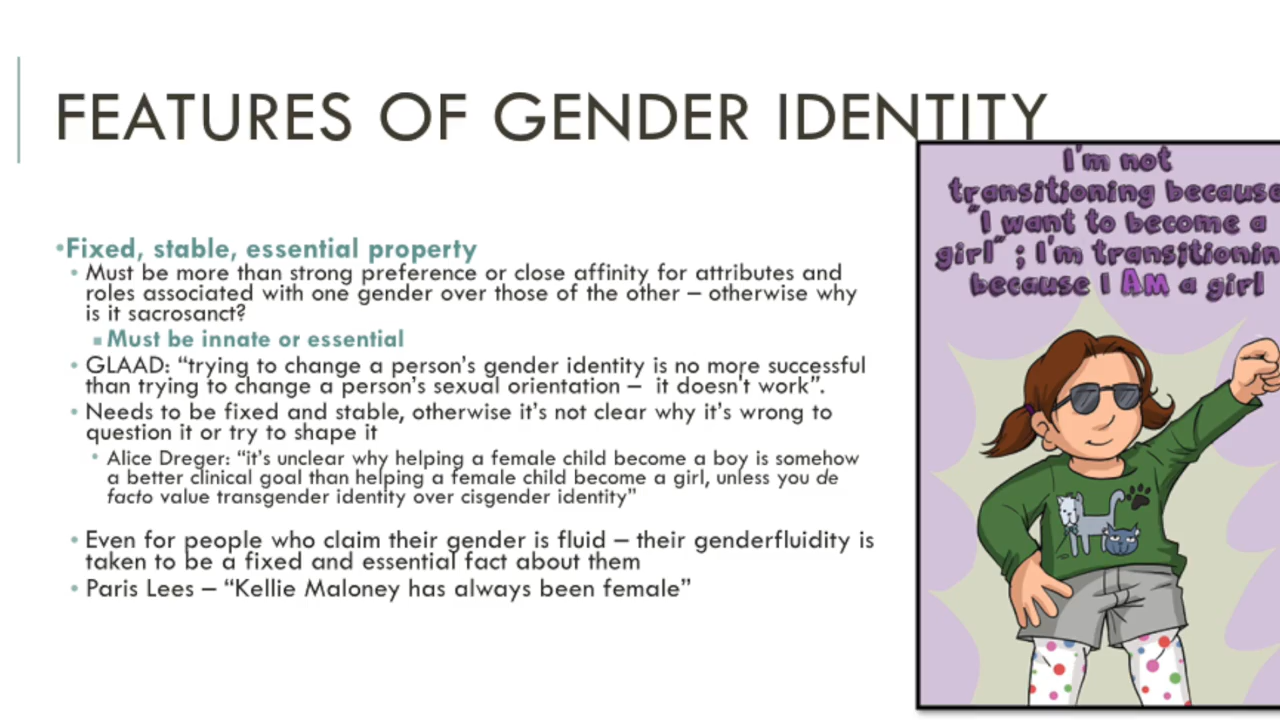 FEATURES OF GENDER IDENTITY
•Fixed, stable, essential property
• Must be more than strong preference or close affinity for attributes and
roles associated with one gender over those of the other – otherwise why
is it sacrosanct?
▪Must be innate or essential
• GLAAD: “trying to change a person’s gender identity is no more successful
than trying to change a person’s sexual orientation – it doesn't work”.
• Needs to be fixed and stable, otherwise it’s not clear why it’s wrong to
question it or try to shape it
• Alice Dreger: “it’s unclear why helping a female child become a boy is somehow
a better clinical goal than helping a female child become a girl, unless you de
facto value transgender identity over cisgender identity”
• Even for people who claim their gender is fluid – their genderfluidity is
taken to be a fixed and essential fact about them
• Paris Lees – “Kellie Maloney has always been female”
I'm not
transitioning because
"I want to become a
girl" ; I'm transitionin
because I AM a girl